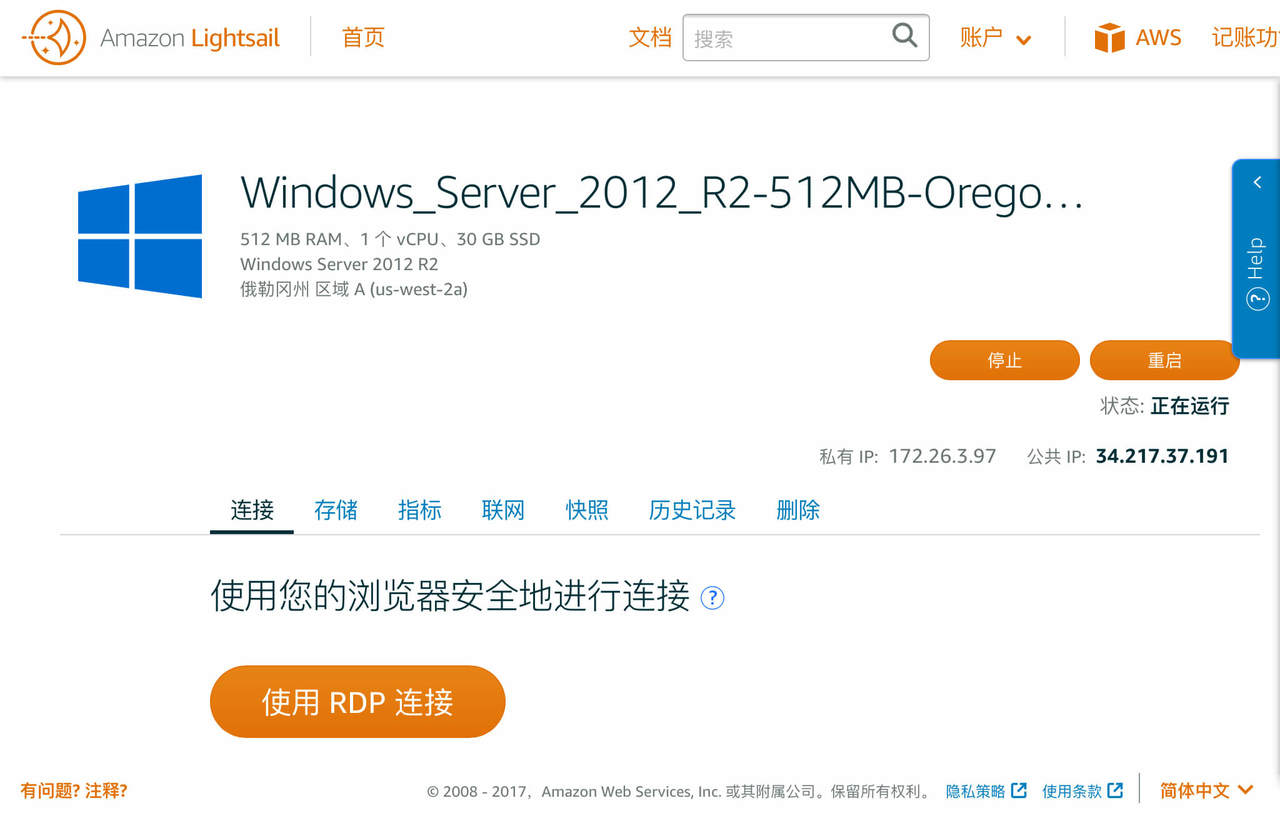 Amazon Lightsail 首页 文档 搜索 账户 AWS 记账功
Windows_Server_2012_R2-512MB-Orego...
512 MB RAM、1 个 vCPU、30 GB SSD
Windows Server 2012 R2
俄勒冈州 区域 A (us-west-2a)
Help
停止 重启
状态: 正在运行
私有 IP: 172.26.3.97 公共 IP: 34.217.37.191
连接 存储 指标 联网 快照 历史记录 删除
使用您的浏览器安全地进行连接 ?
使用 RDP 连接
有问题? 注释? © 2008 - 2017，Amazon Web Services, Inc. 或其附属公司。保留所有权利。 隐私策略 使用条款 简体中文